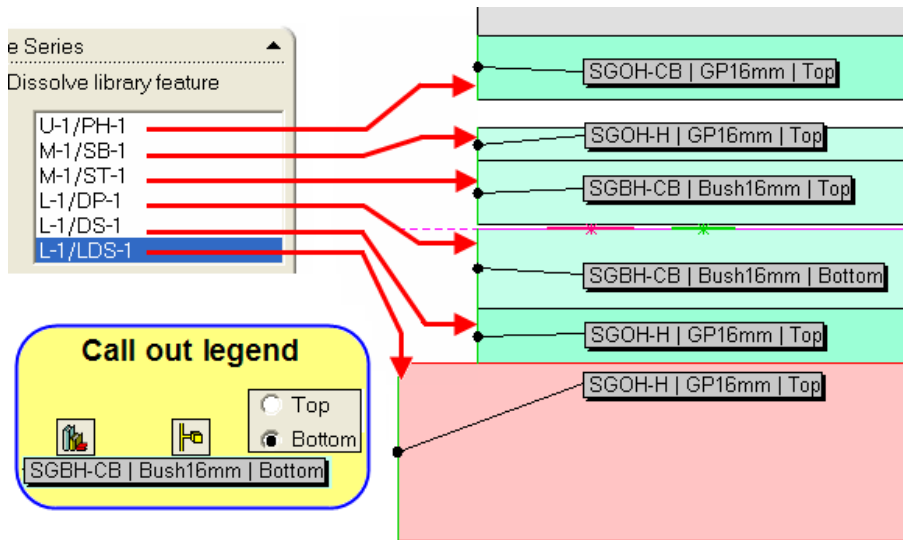 e Series
Dissolve library feature
U-1/PH-1
M-1/SB-1
M-1/ST-1
L-1/DP-1
L-1/DS-1
L-1/LDS-1
SGOH-CB | GP16mm | Top
SGOH-H | GP16mm | Top
SGBH-CB | Bush16mm | Top
SGBH-CB | Bush16mm | Bottom
SGOH-H | GP16mm | Top
SGOH-H | GP16mm | Top
Call out legend
Top
Bottom
SGBH-CB | Bush16mm | Bottom